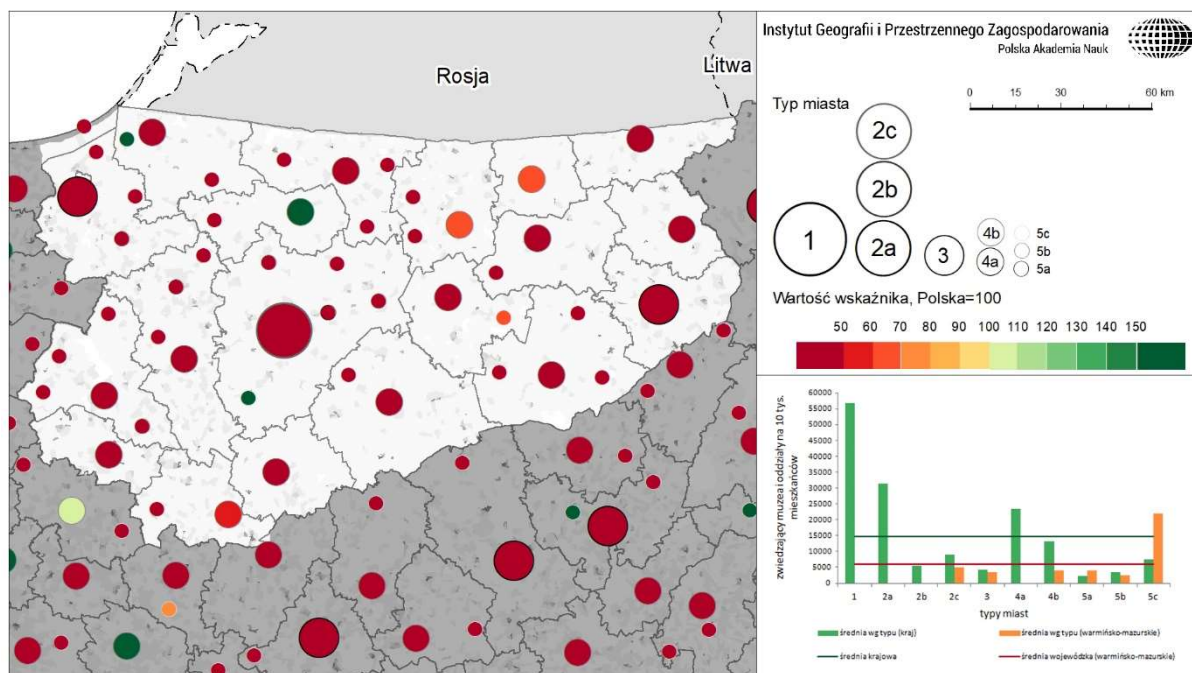 Rosja
Litwa
Instytut Geografii i Przestrzennego Zagospodarowania
Polska Akademia Nauk
Typ miasta
0 15 30 60 km
2c
2b
1
2a
3
4b
4a
5c
5b
5a
Wartość wskaźnika, Polska=100
50 60 70 80 90 100 110 120 130 140 150
zwiedzający muzea i oddziały na 10 tys.
mieszkańców
60000
55000
50000
45000
40000
35000
30000
25000
20000
15000
10000
5000
0
1 2a 2b 2c 3 4a 4b 5a 5b 5c
typy miast
średnia wg typu (kraj)
średnia wg typu (warmińsko-mazurskie)
średnia krajowa
średnia wojewódzka (warmińsko-mazurskie)